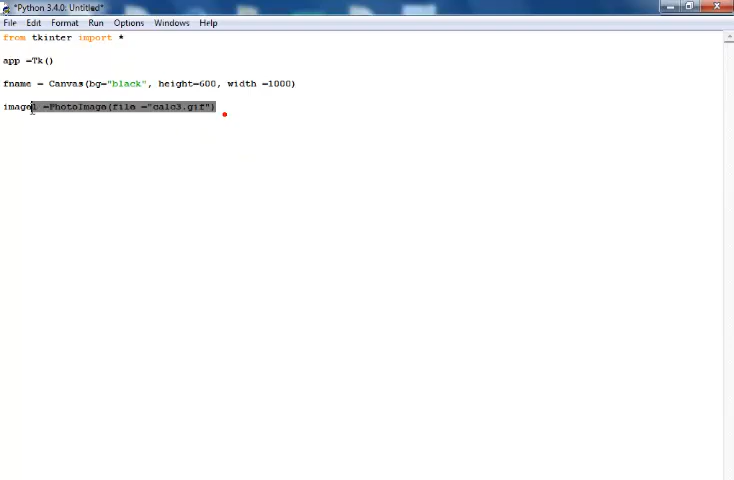 *Python 3.4.0: Untitled*
File Edit Format Run Options Windows Help
from tkinter import *
app =Tk()
fname = Canvas(bg="black", height=600, width =1000)
image1 =PhotoImage(file ="calc3.gif")